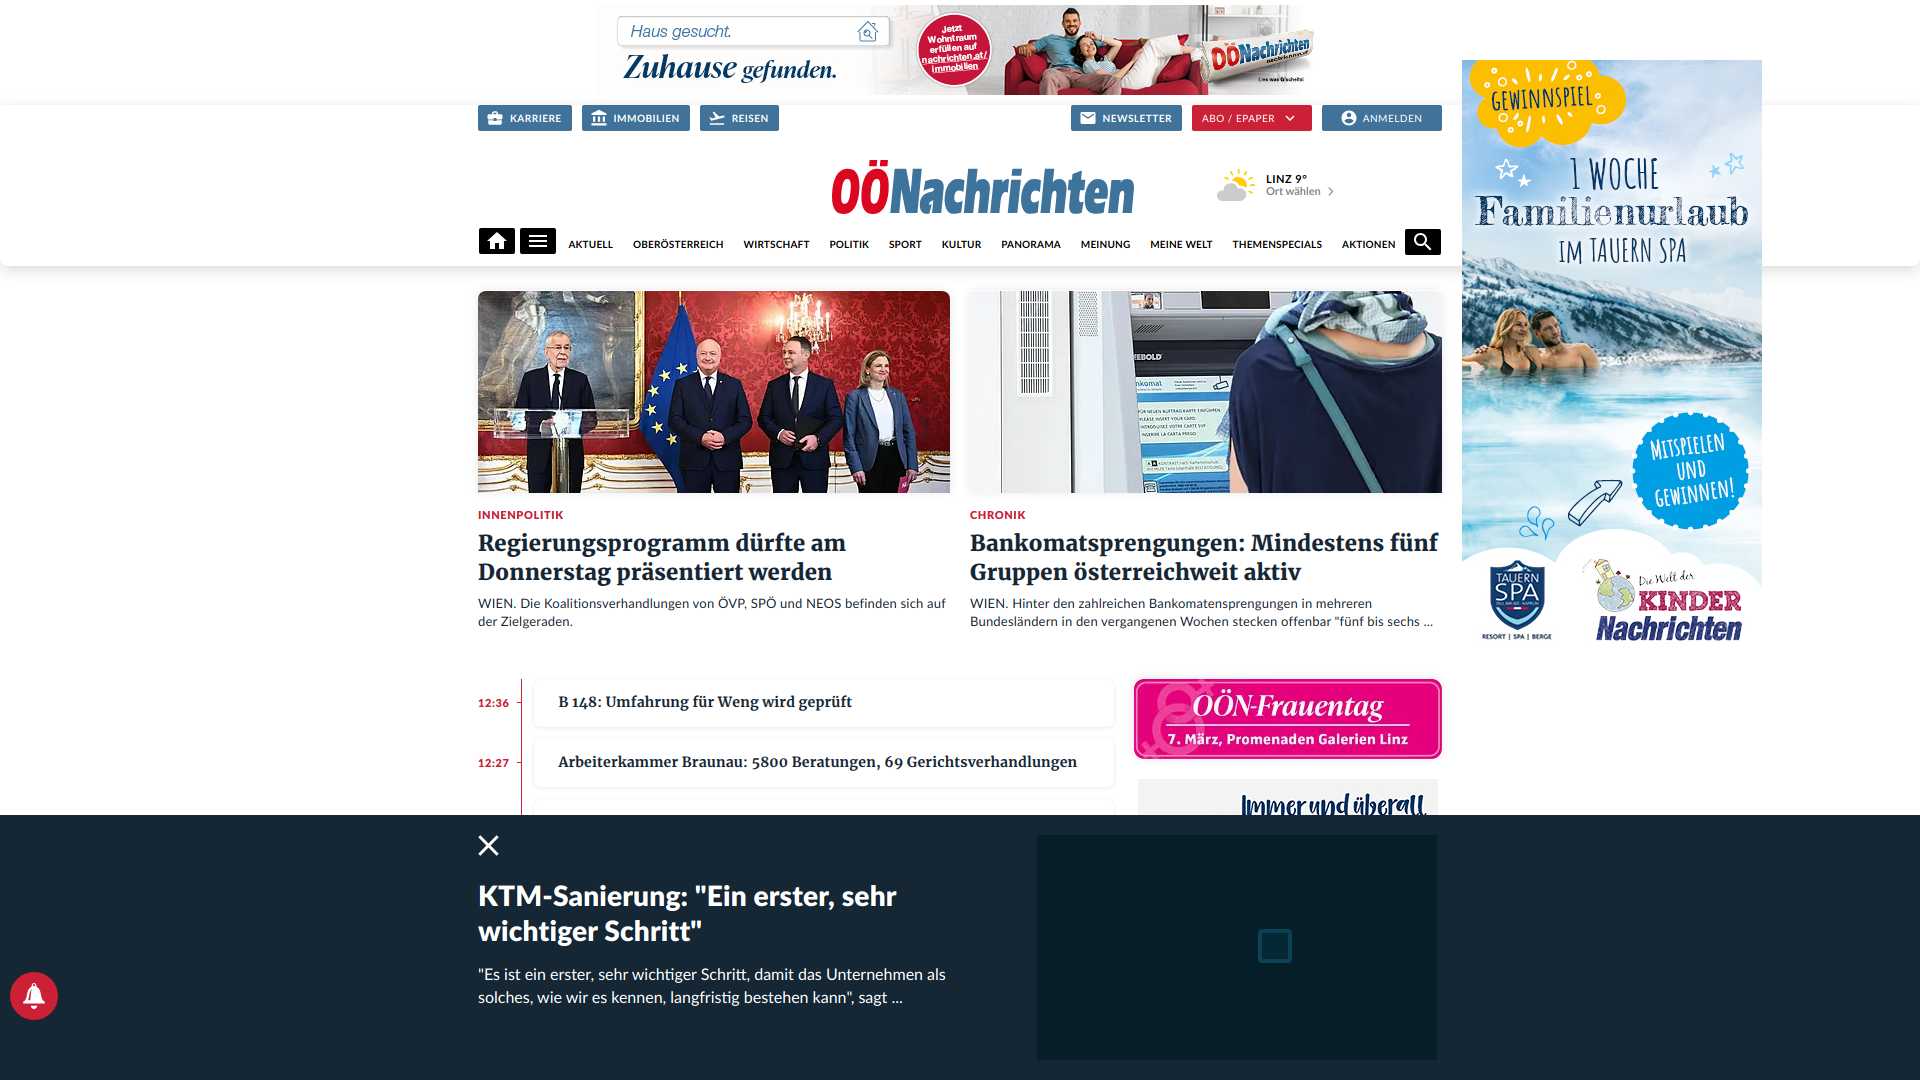 Haus gesucht.
Zuhause gefunden.
Jetzt
Wohntraum
erfüllen auf
nachrichten.at/
immobilien
OÖNachrichten
Lies was G'scheits!
KARRIERE
IMMOBILIEN
REISEN
NEWSLETTER
ABO / EPAPER
ANMELDEN
OÖNachrichten
LINZ 9°
Ort wählen
AKTUELL
OBERÖSTERREICH
WIRTSCHAFT
POLITIK
SPORT
KULTUR
PANORAMA
MEINUNG
MEINE WELT
THEMENSPECIALS
AKTIONEN
GEWINNSPIEL
1 WOCHE
Familienurlaub
IM TAUERN SPA
MITSPIELEN
UND
GEWINNEN!
TAUERN
SPA
RESORT | SPA | BERGE
Die Welt der
KINDER
Nachrichten
INNENPOLITIK
Regierungsprogramm dürfte am
Donnerstag präsentiert werden
WIEN. Die Koalitionsverhandlungen von ÖVP, SPÖ und NEOS befinden sich auf
der Zielgeraden.
CHRONIK
Bankomatsprengungen: Mindestens fünf
Gruppen österreichweit aktiv
WIEN. Hinter den zahlreichen Bankomatensprengungen in mehreren
Bundesländern in den vergangenen Wochen stecken offenbar "fünf bis sechs ...
12:36
B 148: Umfahrung für Weng wird geprüft
12:27
Arbeiterkammer Braunau: 5800 Beratungen, 69 Gerichtsverhandlungen
OÖN-Frauentag
7. März, Promenaden Galerien Linz
Immer und überall
KTM-Sanierung: "Ein erster, sehr
wichtiger Schritt"
"Es ist ein erster, sehr wichtiger Schritt, damit das Unternehmen als
solches, wie wir es kennen, langfristig bestehen kann", sagt ...